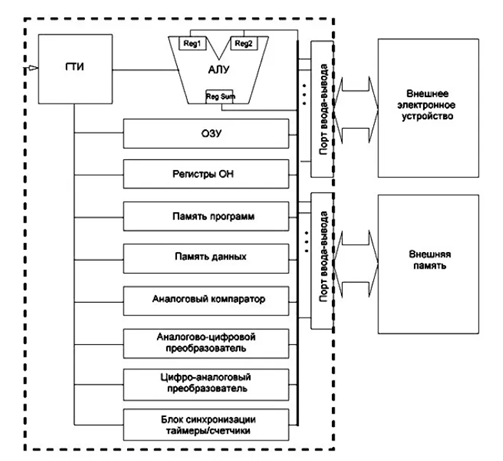 ГТИ
Reg1
Reg2
АЛУ
Reg Sum
ОЗУ
Регистры ОН
Память программ
Память данных
Аналоговый компаратор
Аналогово-цифровой
преобразователь
Цифро-аналоговый
преобразователь
Блок синхронизации
таймеры/счетчики
Порт ввода-вывода
Порт ввода-вывода
Внешнее
электронное
устройство
Внешняя
память